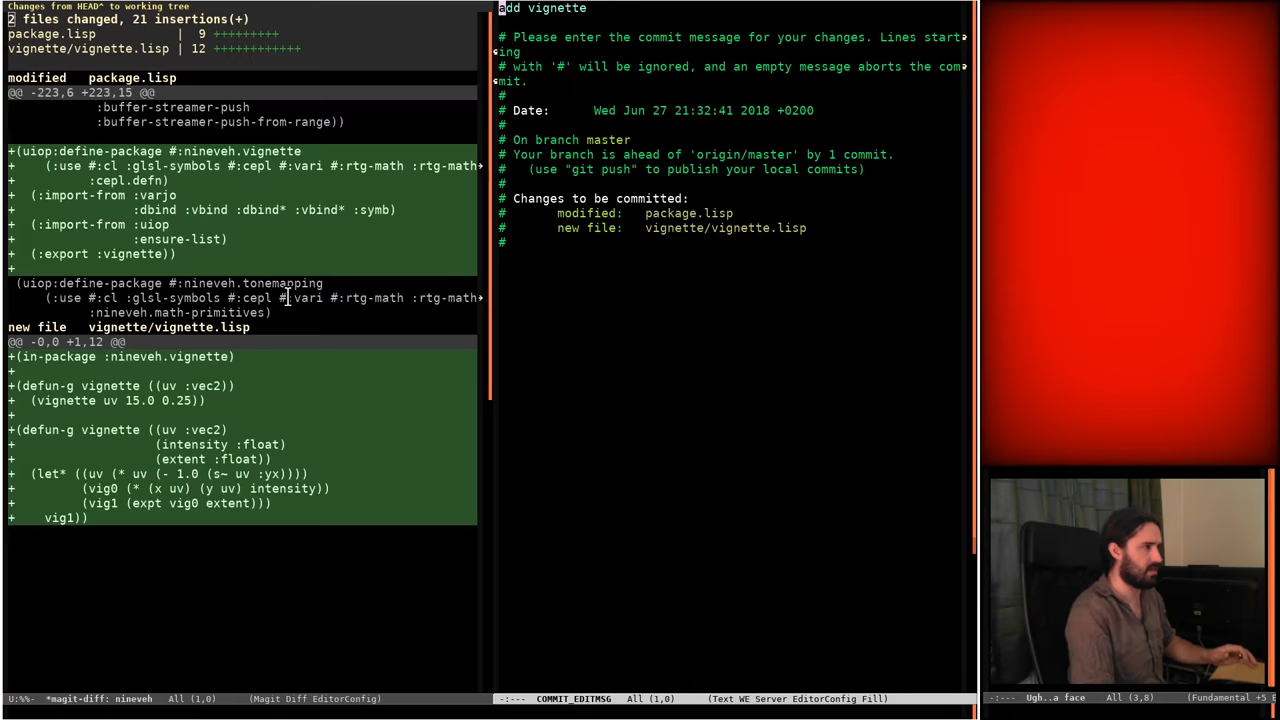 Changes from HEAD^ to working tree
2 files changed, 21 insertions(+)
package.lisp         |  9 +++++++++
vignette/vignette.lisp | 12 ++++++++++++
modified   package.lisp
@@ -223,6 +223,15 @@
:buffer-streamer-push
:buffer-streamer-push-from-range))
+(uiop:define-package #:nineveh.vignette
+    (:use #:cl :glsl-symbols #:cepl #:vari #:rtg-math :rtg-math
+          :cepl.defn)
+  (:import-from :varjo
+                :dbind :vbind :dbind* :vbind* :symb)
+  (:import-from :uiop
+                :ensure-list)
+  (:export :vignette))
+
(uiop:define-package #:nineveh.tonemapping
(:use #:cl :glsl-symbols #:cepl #:vari #:rtg-math :rtg-math
:nineveh.math-primitives)
new file   vignette/vignette.lisp
@@ -0,0 +1,12 @@
+(in-package :nineveh.vignette)
+
+(defun-g vignette ((uv :vec2))
+  (vignette uv 15.0 0.25))
+
+(defun-g vignette ((uv :vec2)
+                   (intensity :float)
+                   (extent :float))
+  (let* ((uv (* uv (- 1.0 (s~ uv :yx))))
+         (vig0 (* (x uv) (y uv) intensity))
+         (vig1 (expt vig0 extent)))
+    vig1))
U:%%-  *magit-diff: nineveh   All (1,0)     (Magit Diff EditorConfig)
add vignette
# Please enter the commit message for your changes. Lines start
ing
# with '#' will be ignored, and an empty message aborts the com
mit.
#
# Date:      Wed Jun 27 21:32:41 2018 +0200
#
# On branch master
# Your branch is ahead of 'origin/master' by 1 commit.
#   (use "git push" to publish your local commits)
#
# Changes to be committed:
#       modified:   package.lisp
#       new file:   vignette/vignette.lisp
#
-:---  COMMIT_EDITMSG   All (1,0)     (Text WE Server EditorConfig Fill)
-:---  Ugh..a face   All (3,8)     (Fundamental +5 E